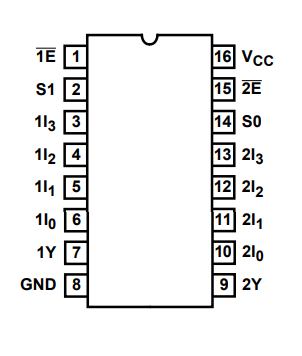 1E̅ 1 16 VCC
S1 2 15 2E̅
1I3 3 14 S0
1I2 4 13 2I3
1I1 5 12 2I2
1I0 6 11 2I1
1Y 7 10 2I0
GND 8 9 2Y